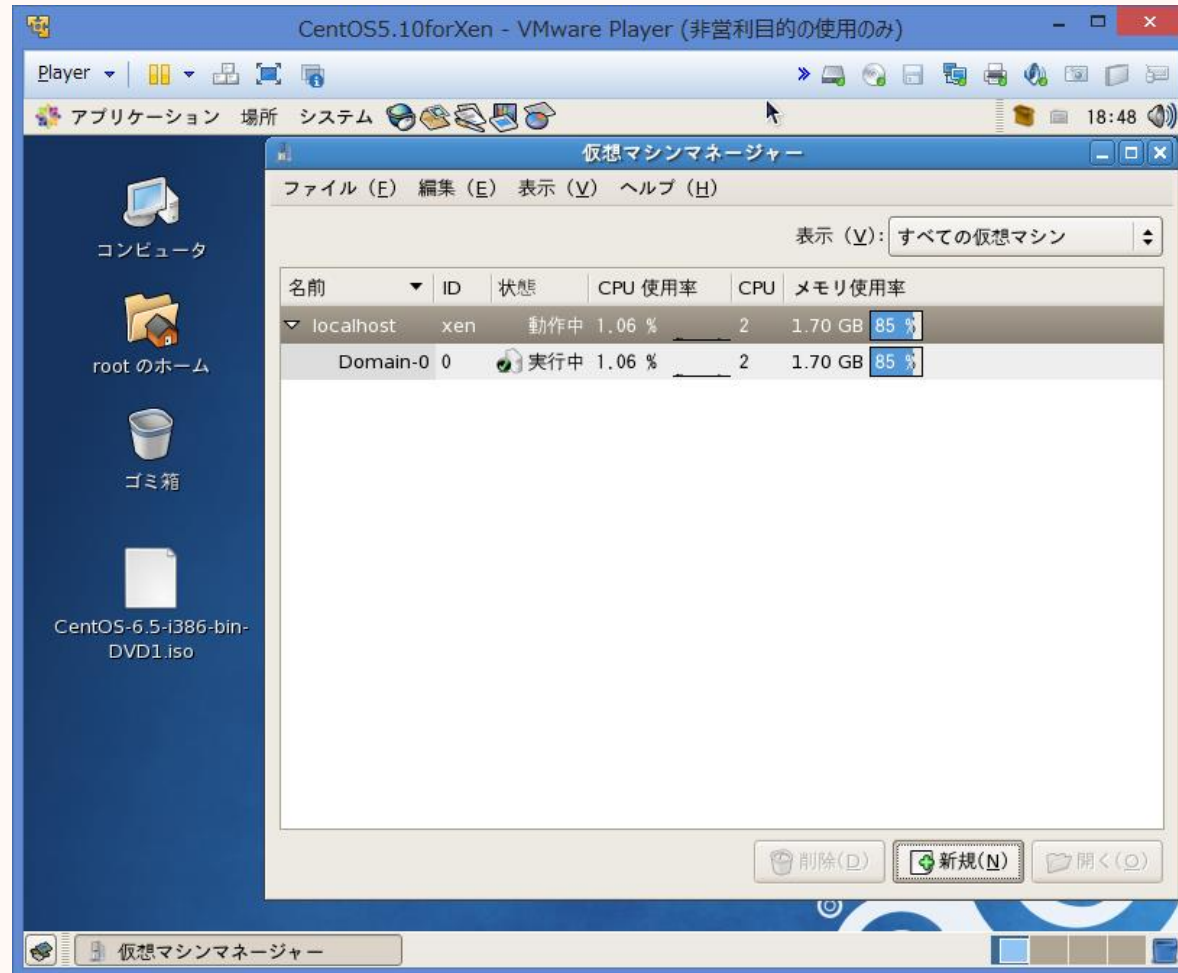 CentOS5.10forXen - VMware Player (非営利目的の使用のみ)
Player
アプリケーション 場所 システム 18:48
仮想マシンマネージャー
ファイル (F) 編集 (E) 表示 (V) ヘルプ (H)
表示 (V): すべての仮想マシン
名前 ID 状態 CPU 使用率 CPU メモリ使用率
localhost xen 動作中 1.06 % 2 1.70 GB 85 %
Domain-0 0 実行中 1.06 % 2 1.70 GB 85 %
コンピュータ
root のホーム
ゴミ箱
CentOS-6.5-i386-bin-
DVD1.iso
削除(D) 新規(N) 開く(O)
仮想マシンマネージャー